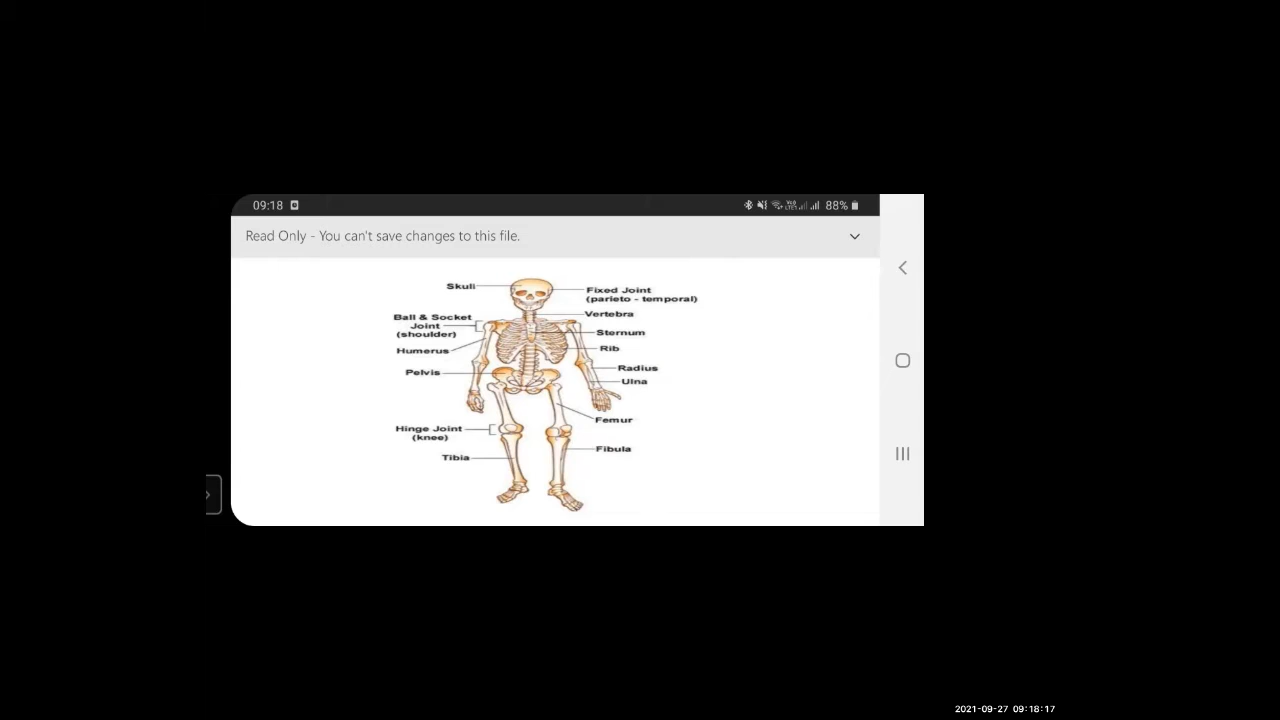 09:18
88%
Read Only - You can't save changes to this file.
Skull
Fixed Joint
(parieto - temporal)
Vertebra
Ball & Socket
Joint
(shoulder)
Sternum
Humerus
Rib
Pelvis
Radius
Ulna
Femur
Hinge Joint
(knee)
Fibula
Tibia
2021-09-27 09:18:17